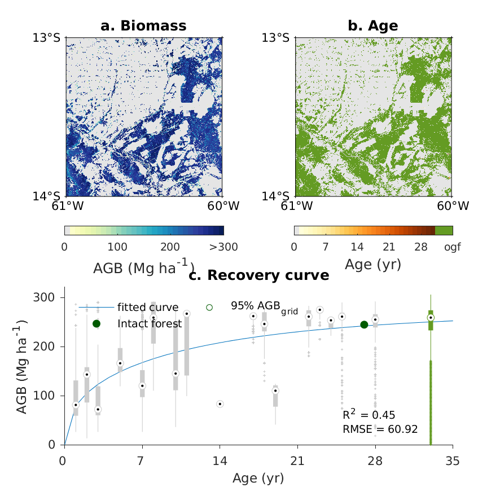 a. Biomass
b. Age
13°S
14°S
61°W
60°W
13°S
14°S
61°W
60°W
0
100
200
>300
AGB (Mg ha⁻¹)
0
7
14
21
28
ogf
Age (yr)
c. Recovery curve
fitted curve
95% AGB_grid
Intact forest
300
200
100
0
AGB (Mg ha⁻¹)
R² = 0.45
RMSE = 60.92
0
7
14
21
28
35
Age (yr)